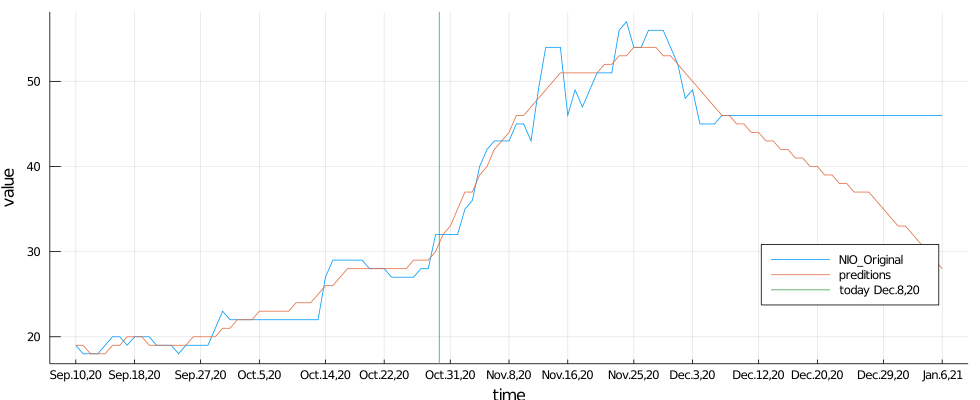 value
50
40
30
20
NIO_Original
preditions
today Dec.8,20
Sep.10,20 Sep.18,20 Sep.27,20 Oct.5,20 Oct.14,20 Oct.22,20 Oct.31,20 Nov.8,20 Nov.16,20 Nov.25,20 Dec.3,20 Dec.12,20 Dec.20,20 Dec.29,20 Jan.6,21
time